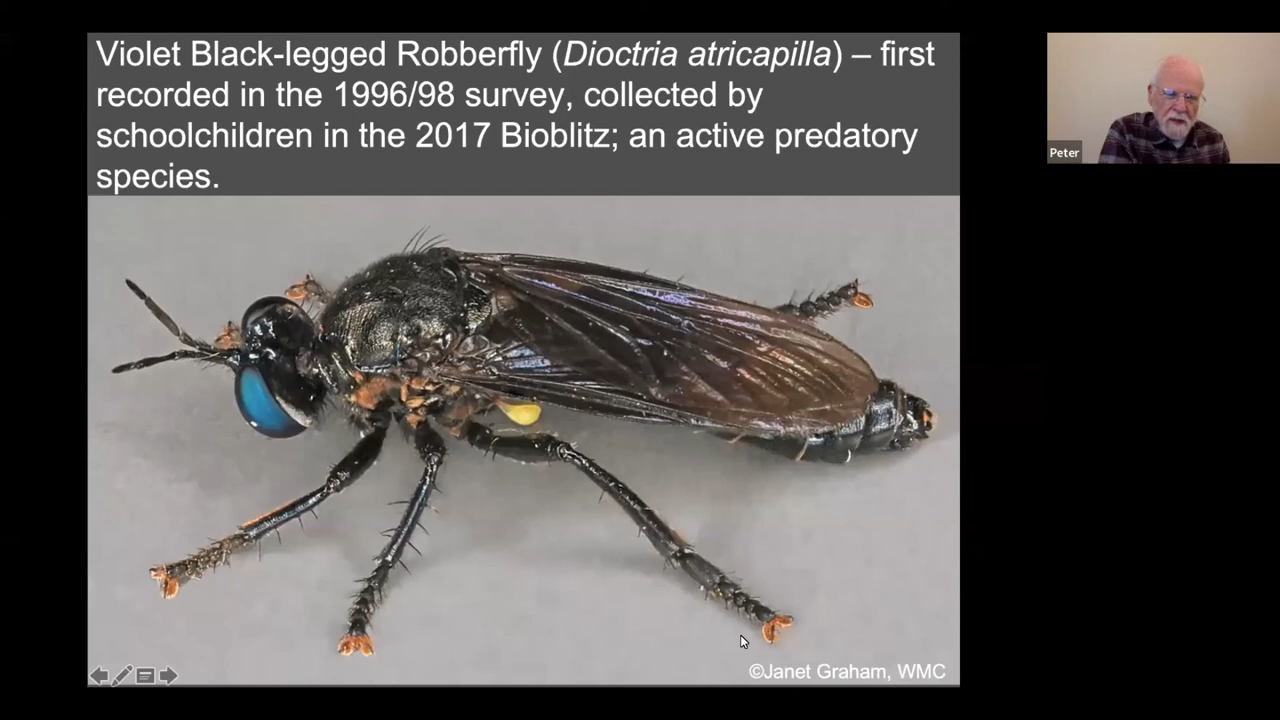 Violet Black-legged Robberfly (Dioctria atricapilla) – first
recorded in the 1996/98 survey, collected by
schoolchildren in the 2017 Bioblitz; an active predatory
species.
Peter
©Janet Graham, WMC